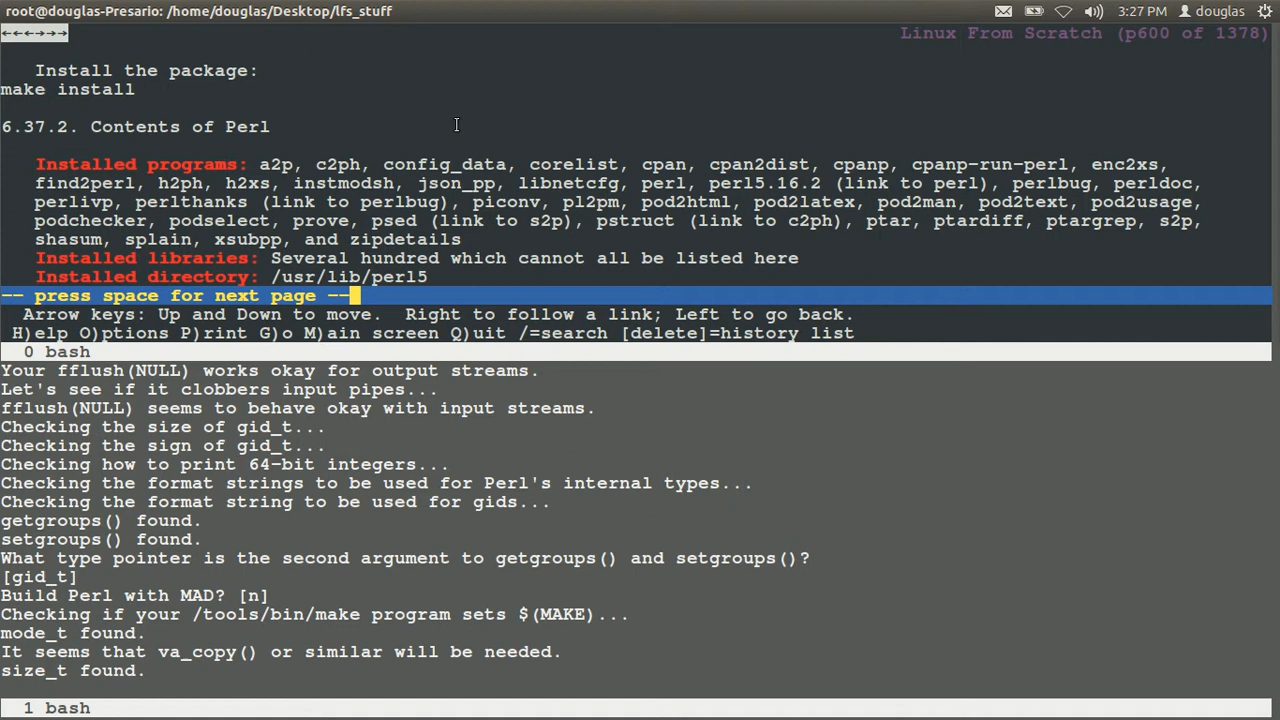 root@douglas-Presario: /home/douglas/Desktop/lfs_stuff 3:27 PM douglas
←←←→→→ Linux From Scratch (p600 of 1378)
Install the package:
make install
6.37.2. Contents of Perl
Installed programs: a2p, c2ph, config_data, corelist, cpan, cpan2dist, cpanp, cpanp-run-perl, enc2xs,
find2perl, h2ph, h2xs, instmodsh, json_pp, libnetcfg, perl, perl5.16.2 (link to perl), perlbug, perldoc,
perlivp, perlthanks (link to perlbug), piconv, pl2pm, pod2html, pod2latex, pod2man, pod2text, pod2usage,
podchecker, podselect, prove, psed (link to s2p), pstruct (link to c2ph), ptar, ptardiff, ptargrep, s2p,
shasum, splain, xsubpp, and zipdetails
Installed libraries: Several hundred which cannot all be listed here
Installed directory: /usr/lib/perl5
-- press space for next page --
Arrow keys: Up and Down to move. Right to follow a link; Left to go back.
H)elp O)ptions P)rint G)o M)ain screen Q)uit /=search [delete]=history list
0 bash
Your fflush(NULL) works okay for output streams.
Let's see if it clobbers input pipes...
fflush(NULL) seems to behave okay with input streams.
Checking the size of gid_t...
Checking the sign of gid_t...
Checking how to print 64-bit integers...
Checking the format strings to be used for Perl's internal types...
Checking the format string to be used for gids...
getgroups() found.
setgroups() found.
What type pointer is the second argument to getgroups() and setgroups()?
[gid_t]
Build Perl with MAD? [n]
Checking if your /tools/bin/make program sets $(MAKE)...
mode_t found.
It seems that va_copy() or similar will be needed.
size_t found.
1 bash